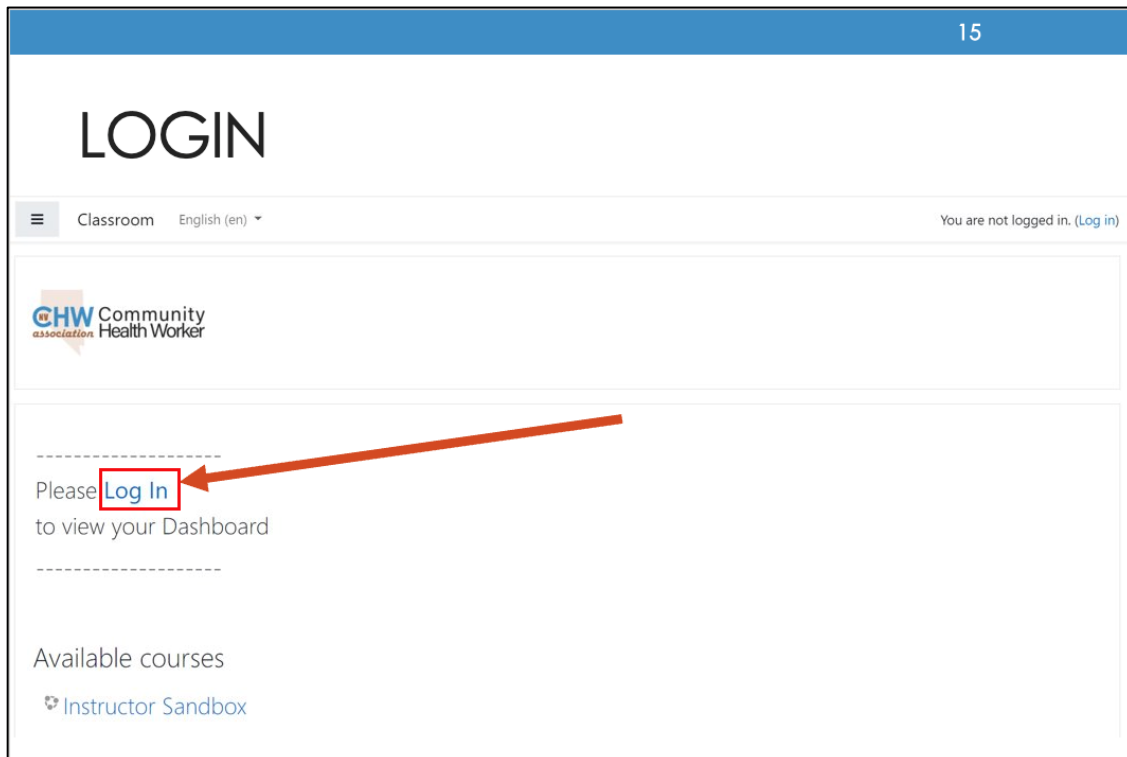 15
LOGIN
Classroom English (en)
You are not logged in. (Log in)
NV
CHW Community
association Health Worker
--------------------
Please Log In
to view your Dashboard
--------------------
Available courses
Instructor Sandbox